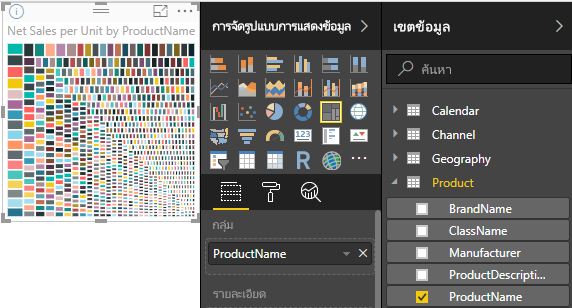 Net Sales per Unit by ProductName
การจัดรูปแบบการแสดงข้อมูล
123
R
กลุ่ม
ProductName
รายละเอียด
เขตข้อมูล
ค้นหา
Calendar
Channel
Geography
Product
BrandName
ClassName
Manufacturer
ProductDescripti...
ProductName